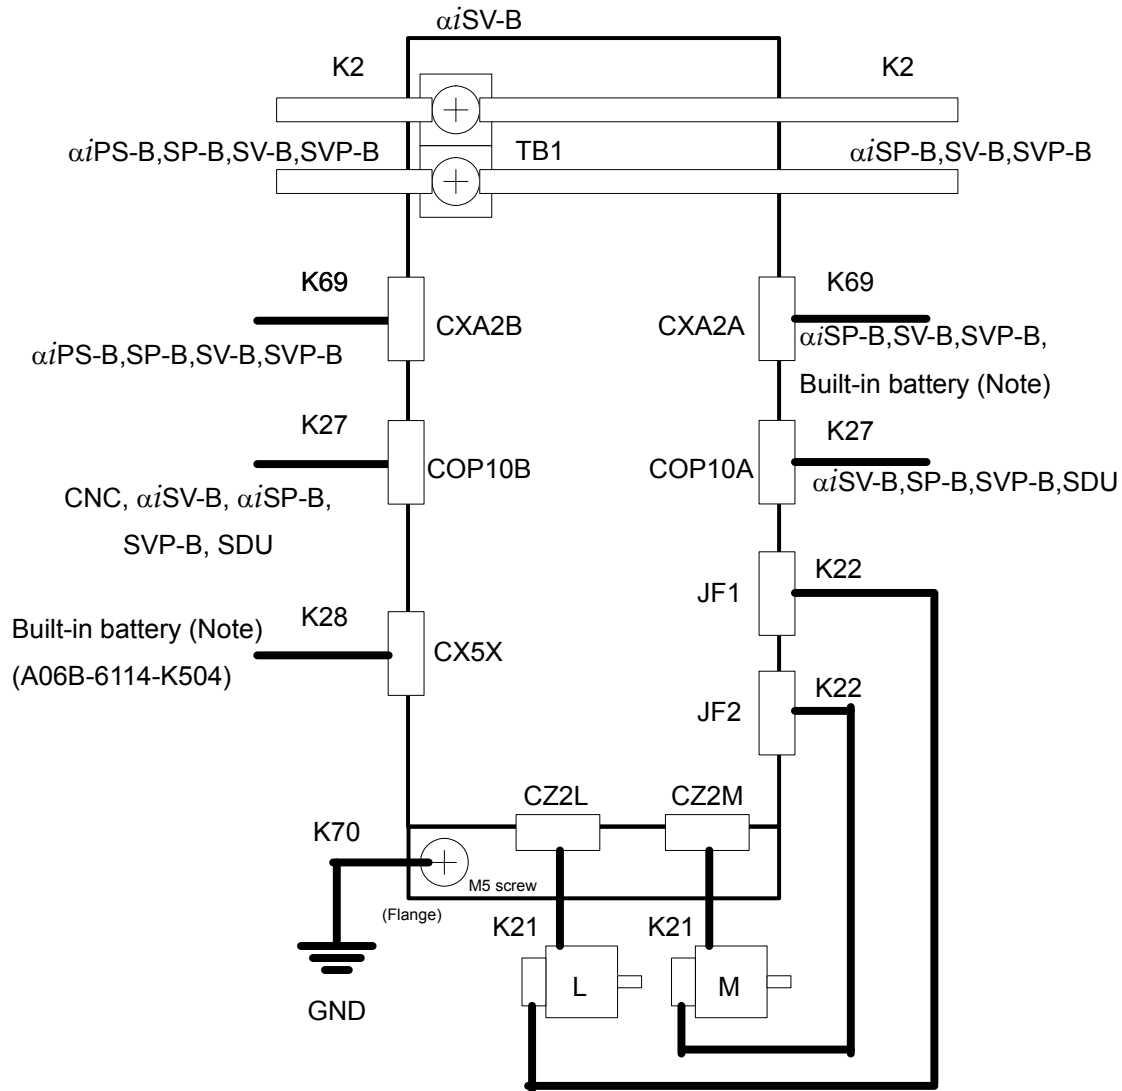 αiSV-B
K2 K2
αiPS-B,SP-B,SV-B,SVP-B TB1 αiSP-B,SV-B,SVP-B
K69 K69
CXA2B CXA2A
αiPS-B,SP-B,SV-B,SVP-B αiSP-B,SV-B,SVP-B,
Built-in battery (Note)
K27 K27
COP10B COP10A
CNC, αiSV-B, αiSP-B, αiSV-B,SP-B,SVP-B,SDU
SVP-B, SDU
JF1 K22
Built-in battery (Note) K28
(A06B-6114-K504) CX5X
K22
JF2
CZ2L CZ2M
K70
M5 screw
(Flange)
K21 K21
L M
GND